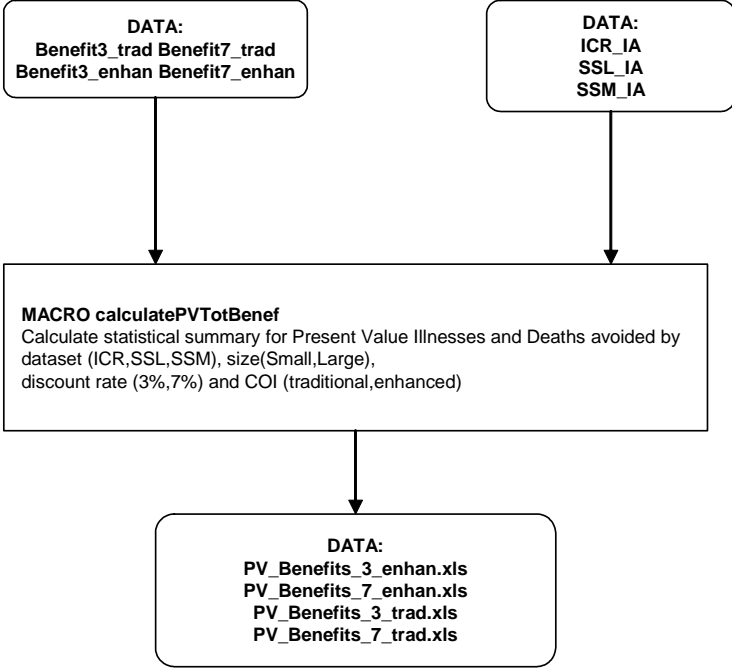 DATA:
Benefit3_trad Benefit7_trad
Benefit3_enhan Benefit7_enhan
DATA:
ICR_IA
SSL_IA
SSM_IA
MACRO calculatePVTotBenef
Calculate statistical summary for Present Value Illnesses and Deaths avoided by
dataset (ICR,SSL,SSM), size(Small,Large),
discount rate (3%,7%) and COI (traditional,enhanced)
DATA:
PV_Benefits_3_enhan.xls
PV_Benefits_7_enhan.xls
PV_Benefits_3_trad.xls
PV_Benefits_7_trad.xls